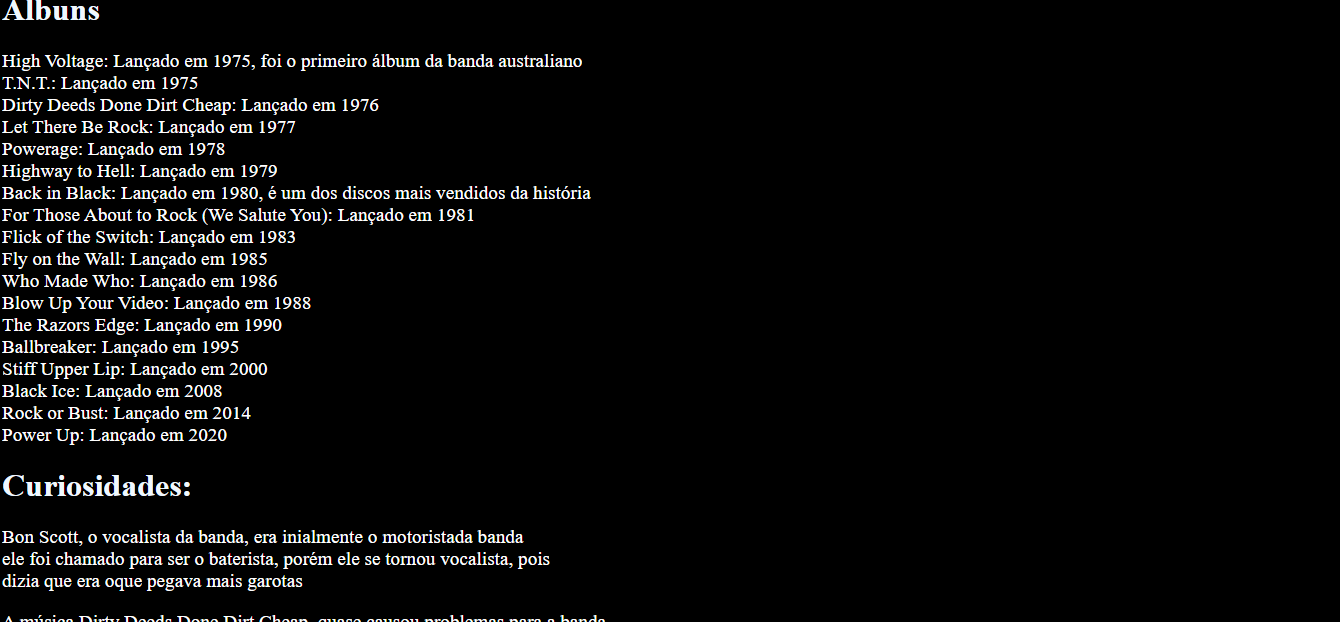 Albuns
High Voltage: Lançado em 1975, foi o primeiro álbum da banda australiano
T.N.T.: Lançado em 1975
Dirty Deeds Done Dirt Cheap: Lançado em 1976
Let There Be Rock: Lançado em 1977
Powerage: Lançado em 1978
Highway to Hell: Lançado em 1979
Back in Black: Lançado em 1980, é um dos discos mais vendidos da história
For Those About to Rock (We Salute You): Lançado em 1981
Flick of the Switch: Lançado em 1983
Fly on the Wall: Lançado em 1985
Who Made Who: Lançado em 1986
Blow Up Your Video: Lançado em 1988
The Razors Edge: Lançado em 1990
Ballbreaker: Lançado em 1995
Stiff Upper Lip: Lançado em 2000
Black Ice: Lançado em 2008
Rock or Bust: Lançado em 2014
Power Up: Lançado em 2020
Curiosidades:
Bon Scott, o vocalista da banda, era inialmente o motoristada banda
ele foi chamado para ser o baterista, porém ele se tornou vocalista, pois
dizia que era oque pegava mais garotas
A música Dirty Deeds Done Dirt Cheap, quase causou problemas para a banda